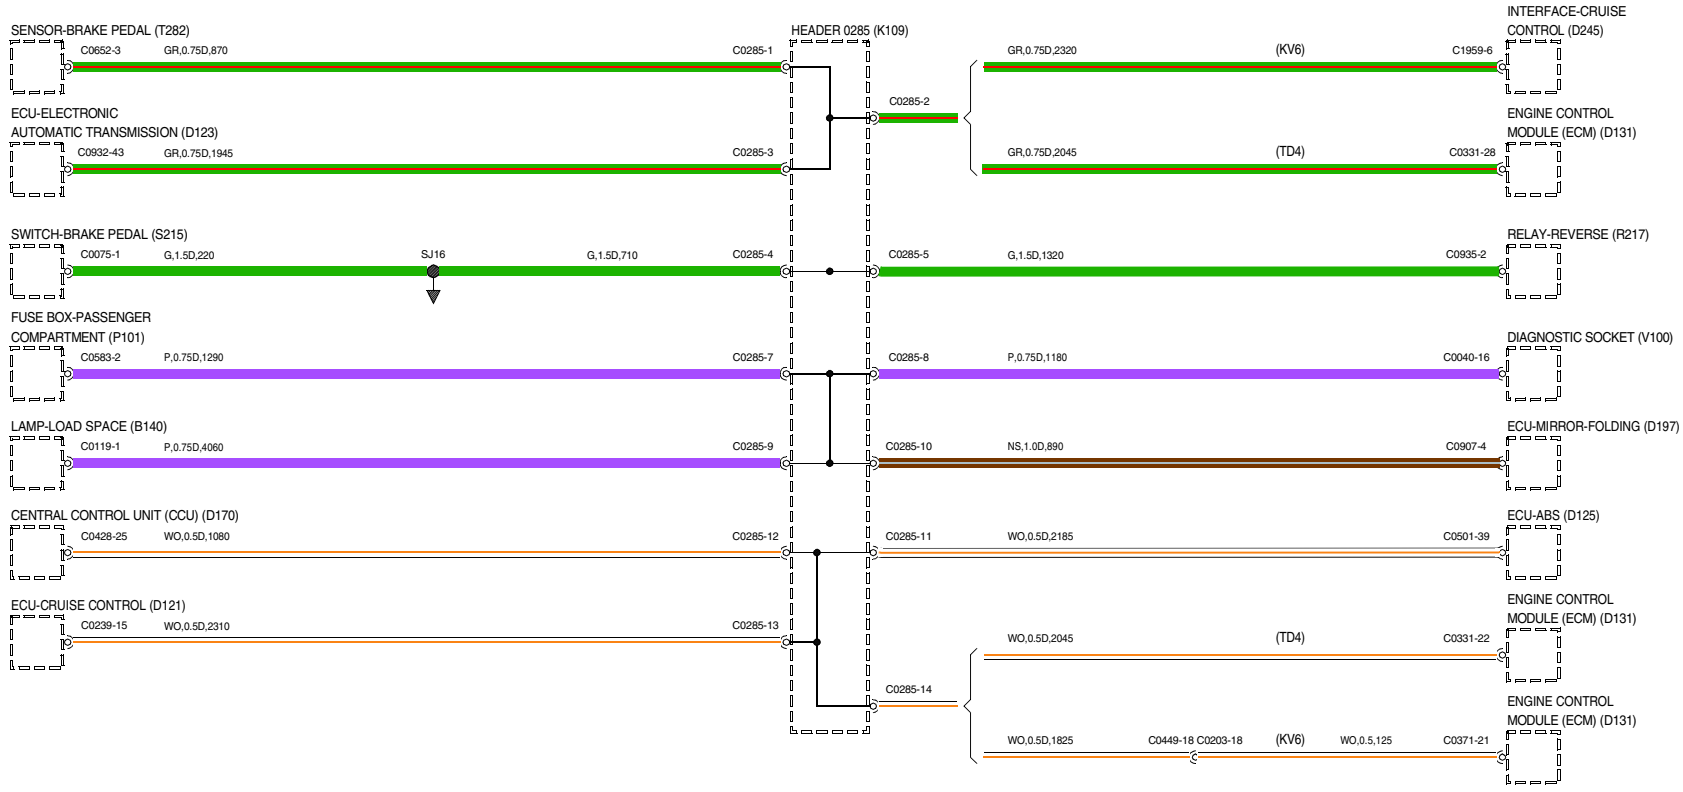 SENSOR-BRAKE PEDAL (T282)
C0652-3 GR,0.75D,870 C0285-1
HEADER 0285 (K109)
GR,0.75D,2320 (KV6) C1959-6
INTERFACE-CRUISE
CONTROL (D245)
ECU-ELECTRONIC
AUTOMATIC TRANSMISSION (D123)
C0932-43 GR,0.75D,1945 C0285-3
C0285-2
GR,0.75D,2045 (TD4) C0331-28
ENGINE CONTROL
MODULE (ECM) (D131)
SWITCH-BRAKE PEDAL (S215)
C0075-1 G,1.5D,220 SJ16 G,1.5D,710 C0285-4
C0285-5 G,1.5D,1320 C0935-2
RELAY-REVERSE (R217)
FUSE BOX-PASSENGER
COMPARTMENT (P101)
C0583-2 P,0.75D,1290 C0285-7
C0285-8 P,0.75D,1180 C0040-16
DIAGNOSTIC SOCKET (V100)
LAMP-LOAD SPACE (B140)
C0119-1 P,0.75D,4060 C0285-9
C0285-10 NS,1.0D,890 C0907-4
ECU-MIRROR-FOLDING (D197)
CENTRAL CONTROL UNIT (CCU) (D170)
C0428-25 WO,0.5D,1080 C0285-12
C0285-11 WO,0.5D,2185 C0501-39
ECU-ABS (D125)
ECU-CRUISE CONTROL (D121)
C0239-15 WO,0.5D,2310 C0285-13
WO,0.5D,2045 (TD4) C0331-22
ENGINE CONTROL
MODULE (ECM) (D131)
C0285-14
WO,0.5D,1825 C0449-18 C0203-18 (KV6) WO,0.5,125 C0371-21
ENGINE CONTROL
MODULE (ECM) (D131)